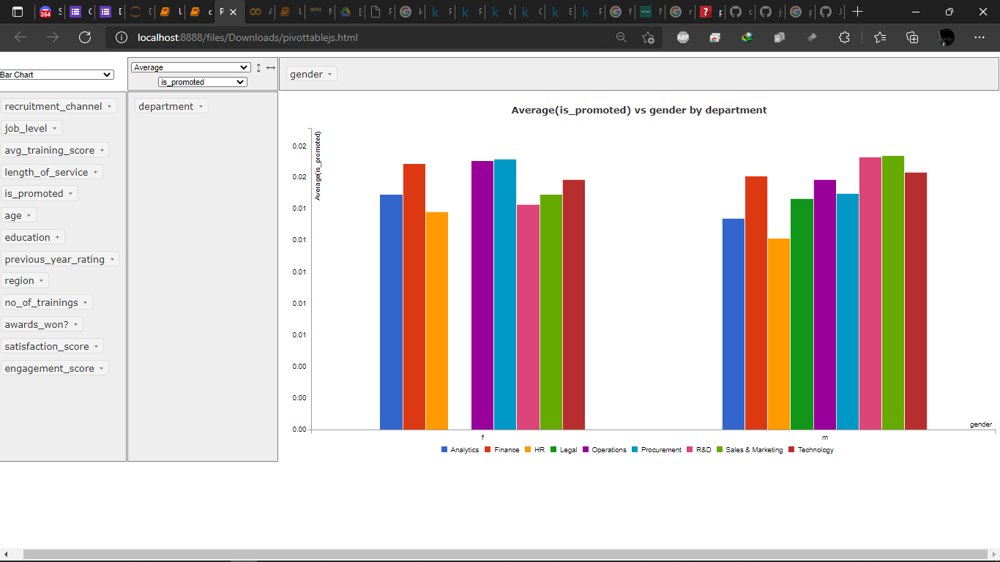 354
localhost:8888/files/Downloads/pivottablejs.html
ABP
Bar Chart
Average
is_promoted
gender
recruitment_channel
job_level
avg_training_score
length_of_service
is_promoted
age
education
previous_year_rating
region
no_of_trainings
awards_won?
satisfaction_score
engagement_score
department
Average(is_promoted) vs gender by department
Average(is_promoted)
0.02
0.02
0.01
0.01
0.01
0.01
0.01
0.00
0.00
0.00
gender
f m
Analytics Finance HR Legal Operations Procurement R&D Sales & Marketing Technology